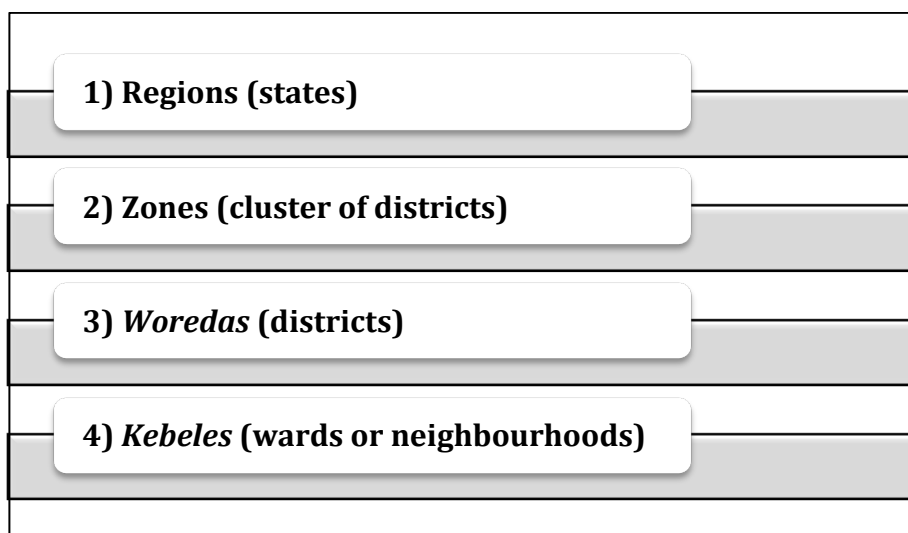 1) Regions (states)
2) Zones (cluster of districts)
3) Woredas (districts)
4) Kebeles (wards or neighbourhoods)